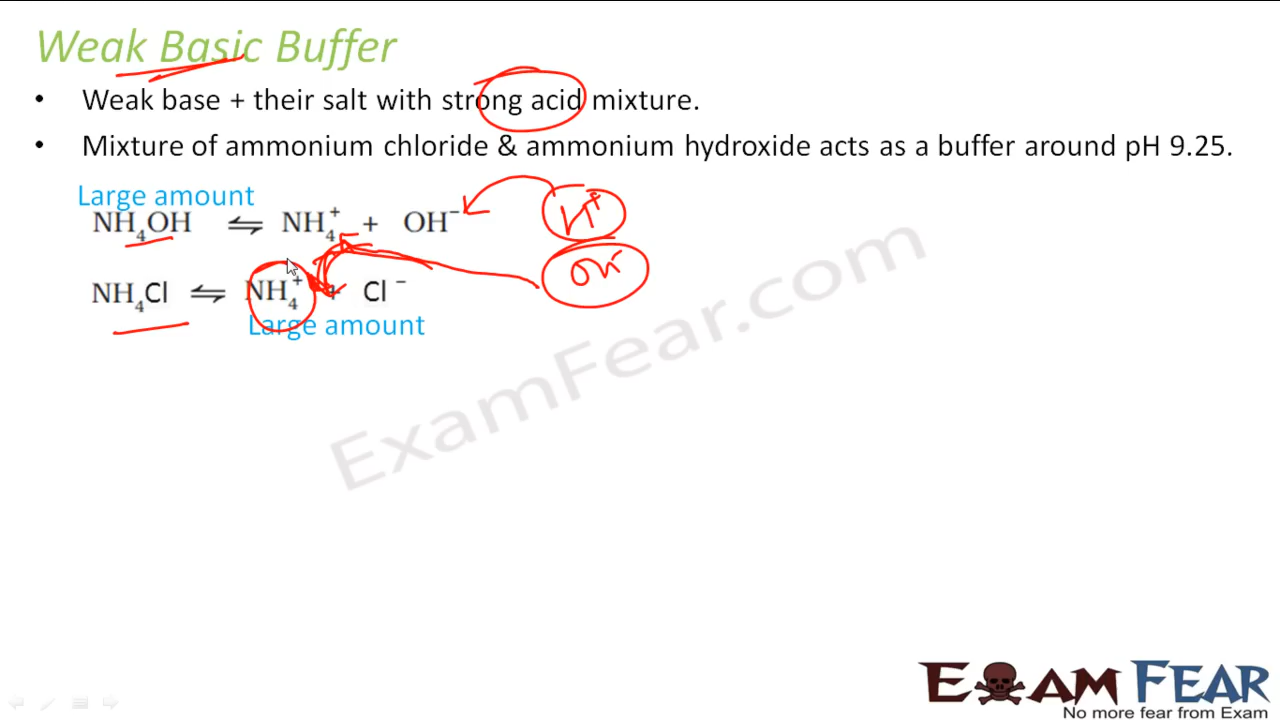 Weak Basic Buffer
• Weak base + their salt with strong acid mixture.
• Mixture of ammonium chloride & ammonium hydroxide acts as a buffer around pH 9.25.
Large amount
NH₄OH ⇌ NH₄⁺ + OH⁻
H⁺
OH⁻
NH₄Cl ⇌ NH₄⁺ + Cl⁻
Large amount
ExamFear.com
EXAM FEAR
No more fear from Exam